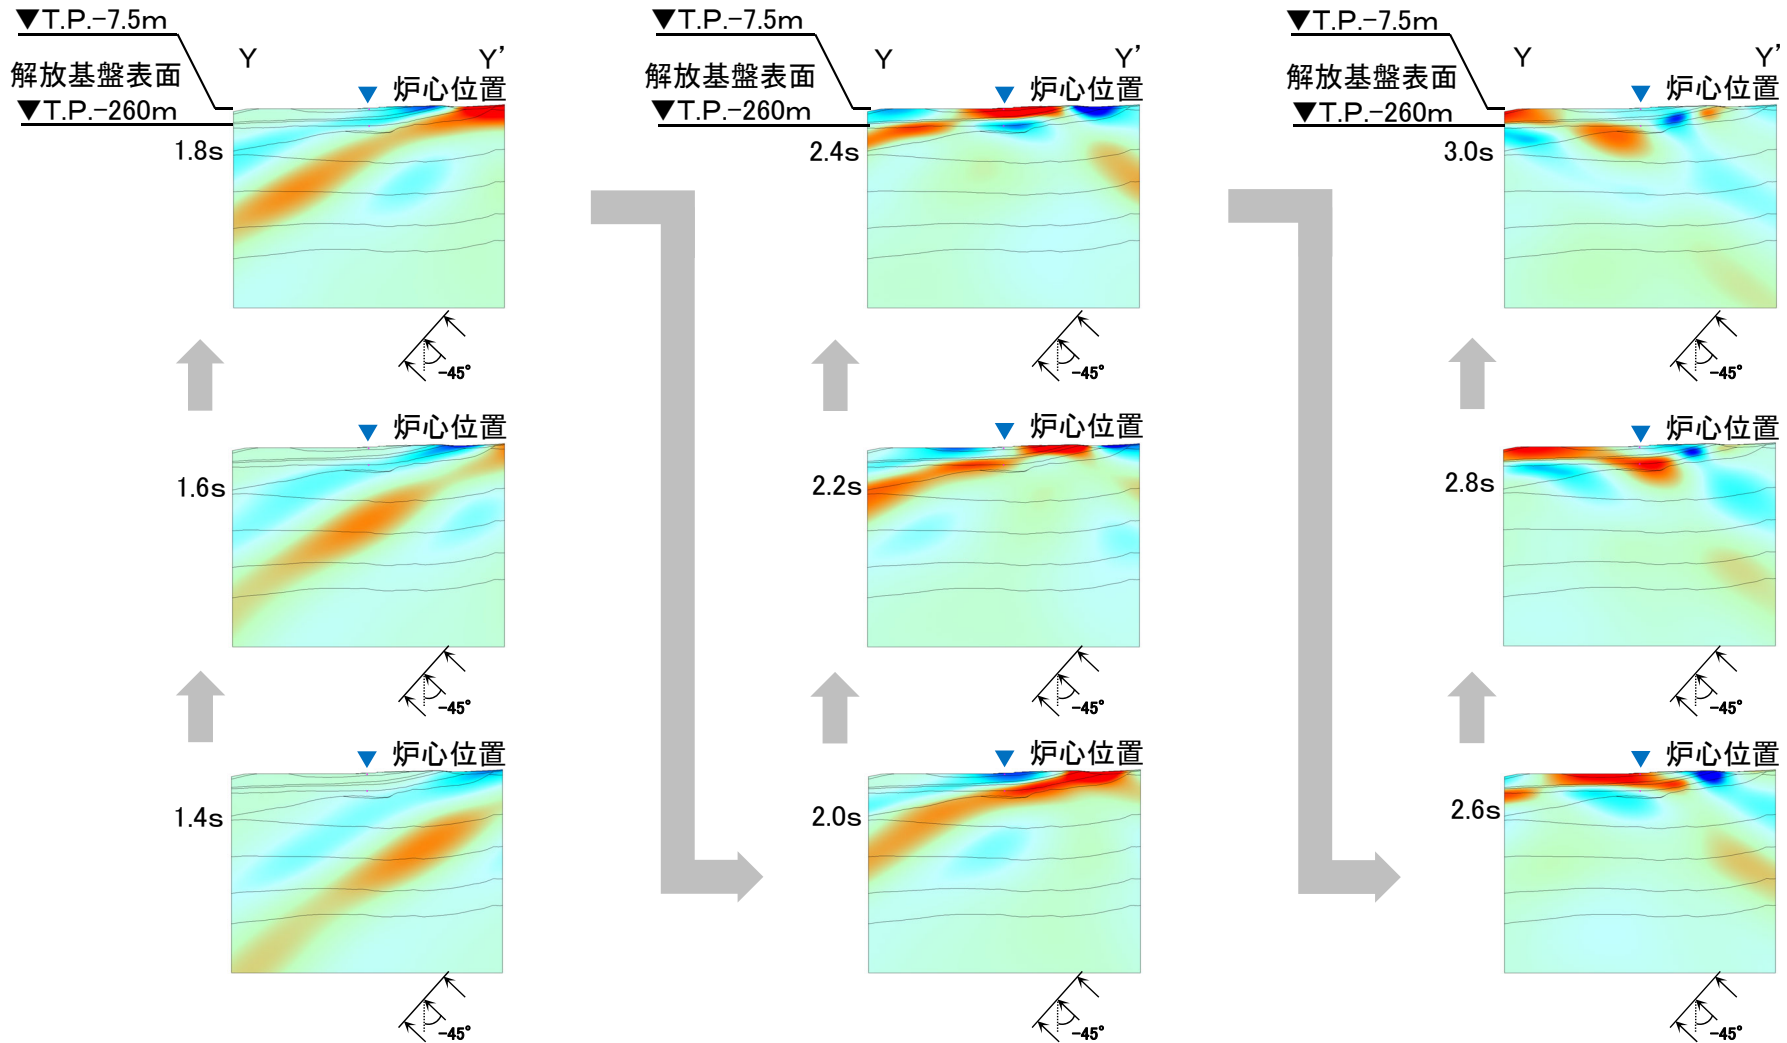 ▼T.P.-7.5m
Y Y'
解放基盤表面
炉心位置
▼T.P.-260m
1.8s
-45°
炉心位置
1.6s
-45°
炉心位置
1.4s
-45°
▼T.P.-7.5m
Y Y'
解放基盤表面
炉心位置
▼T.P.-260m
2.4s
-45°
炉心位置
2.2s
-45°
炉心位置
2.0s
-45°
▼T.P.-7.5m
Y Y'
解放基盤表面
炉心位置
▼T.P.-260m
3.0s
-45°
炉心位置
2.8s
-45°
炉心位置
2.6s
-45°